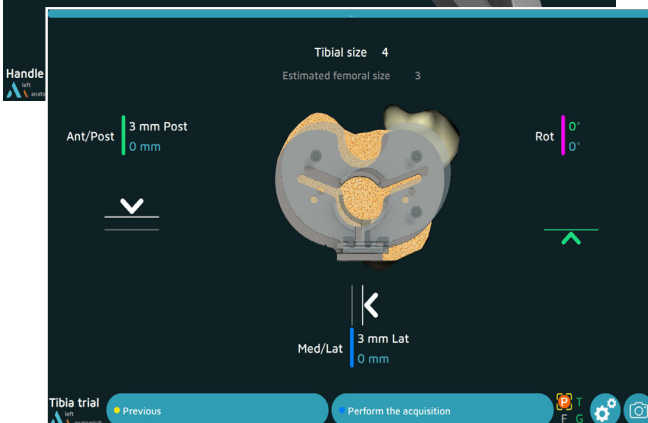 Handle
left
Tibial size 4
Estimated femoral size 3
Ant/Post
3 mm Post
0 mm
Rot
0°
0°
Med/Lat
3 mm Lat
0 mm
Tibia trial
left
Previous
Perform the acquisition
P T
F G